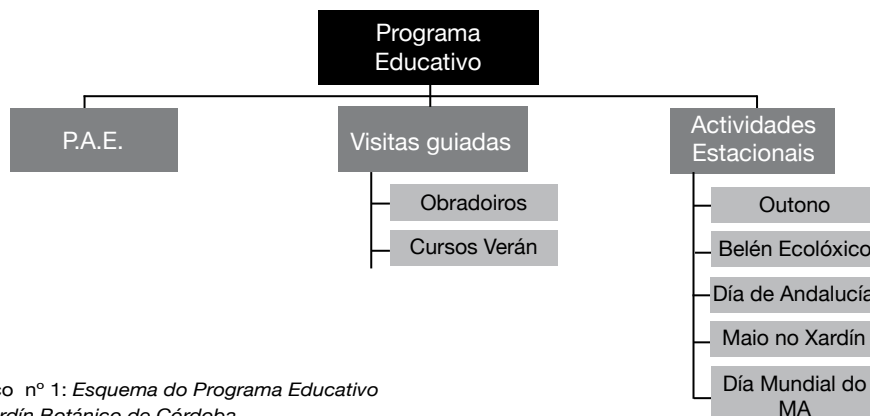 Programa
Educativo
P.A.E.
Visitas guiadas
Actividades
Estacionais
Obradoiros
Cursos Verán
Outono
Belén Ecolóxico
Día de Andalucía
Maio no Xardín
Día Mundial do
MA
nº 1: Esquema do Programa Educativo
Botánico de Córdoba